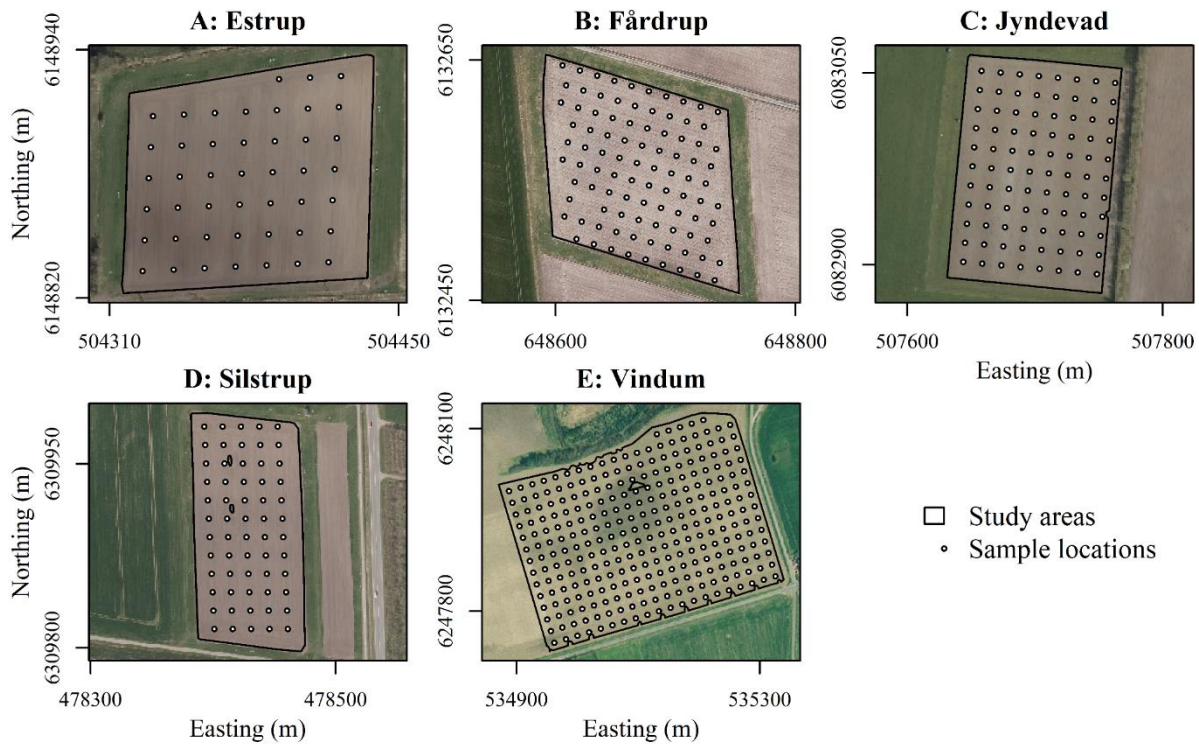 A: Estrup
B: Fårdrup
C: Jyndevad
Northing (m)
6148940
6148820
504310
504450
6132650
6132450
648600
648800
6083050
6082900
507600
507800
Easting (m)
D: Silstrup
E: Vindum
Northing (m)
6309950
6309800
478300
478500
Easting (m)
6248100
6247800
534900
535300
Easting (m)
Study areas
Sample locations